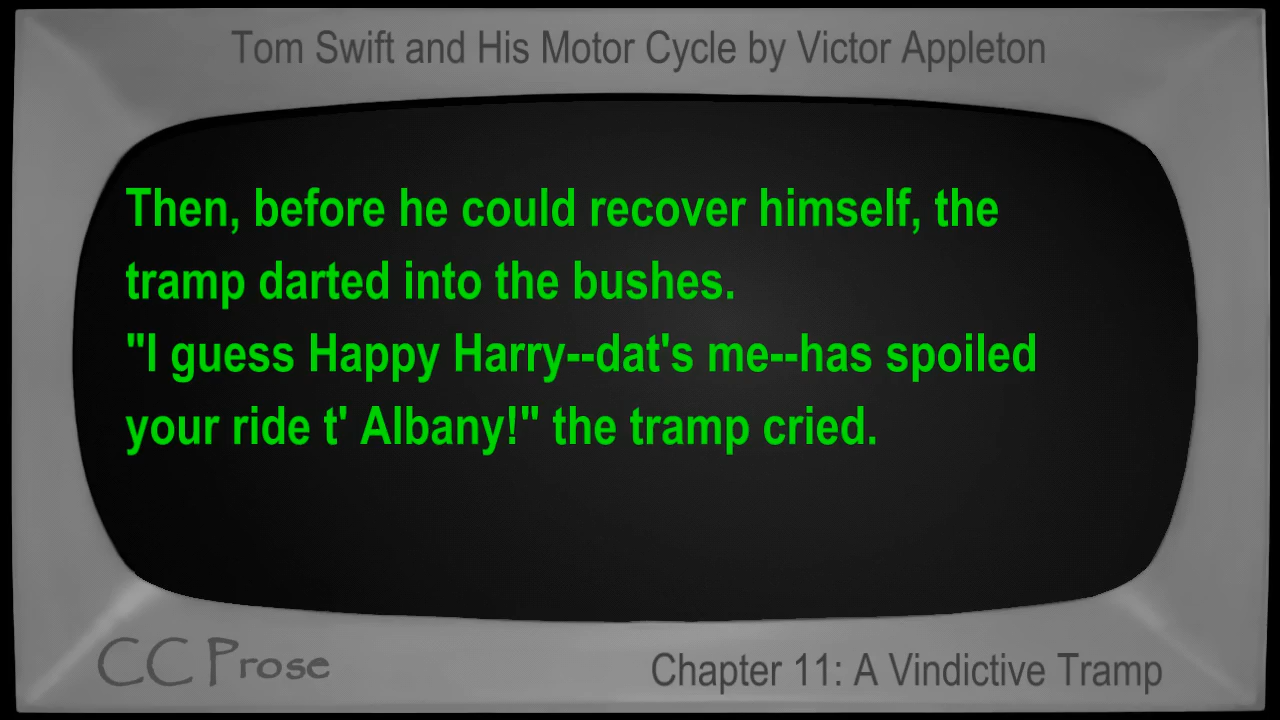 Tom Swift and His Motor Cycle by Victor Appleton
Then, before he could recover himself, the
tramp darted into the bushes.
"I guess Happy Harry--dat's me--has spoiled
your ride t' Albany!" the tramp cried.
CC Prose
Chapter 11: A Vindictive Tramp